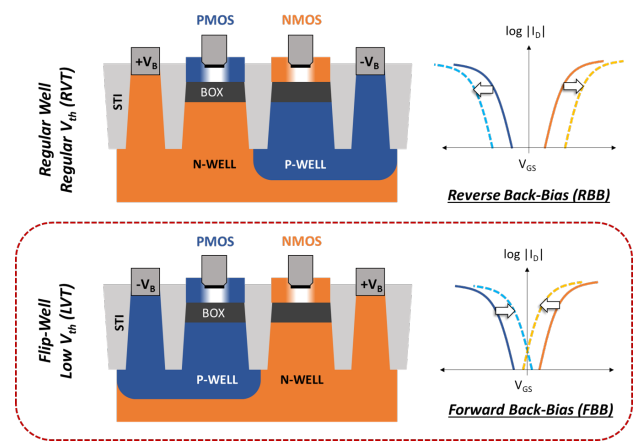 Regular Well
Regular Vth (RVT)
PMOS
NMOS
+VB
-VB
STI
BOX
N-WELL
P-WELL
log |ID|
VGS
Reverse Back-Bias (RBB)
Flip-Well
Low Vth (LVT)
PMOS
NMOS
-VB
+VB
STI
BOX
P-WELL
N-WELL
log |ID|
VGS
Forward Back-Bias (FBB)